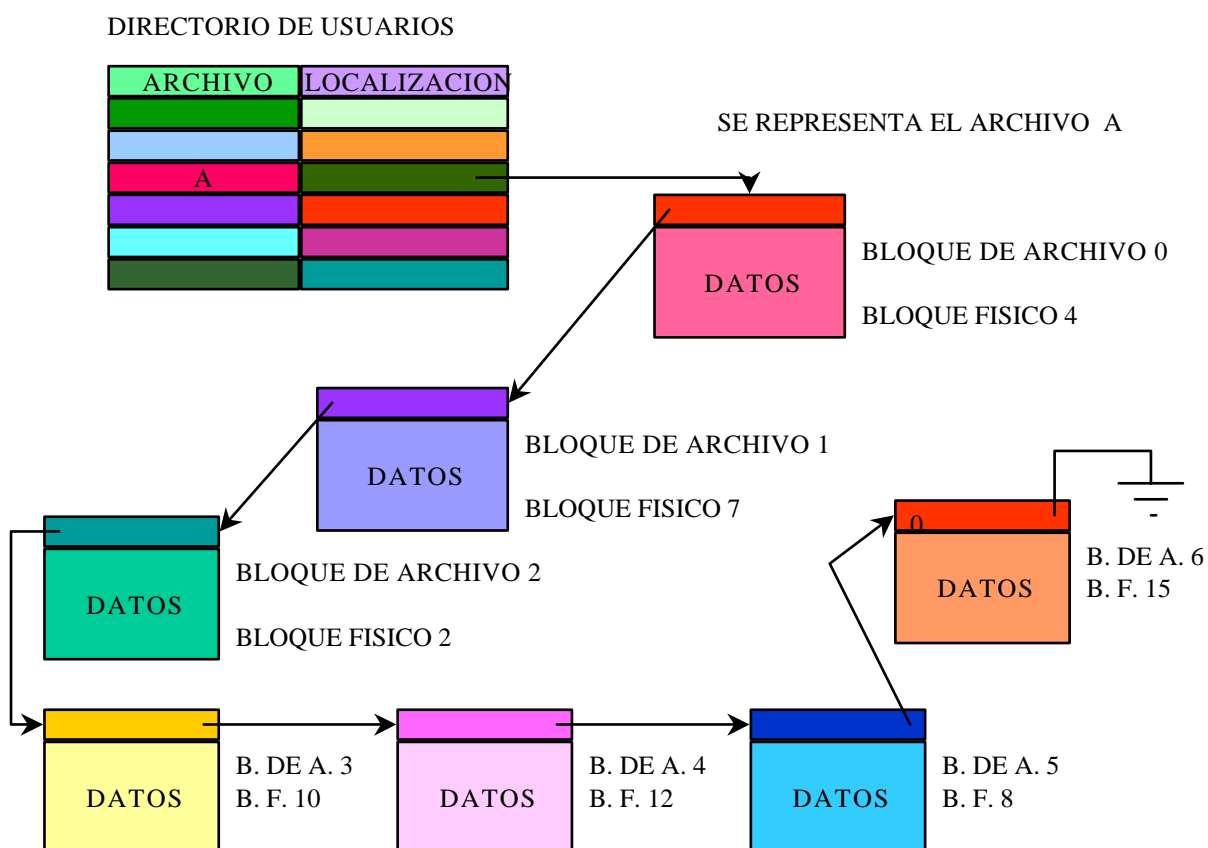 DIRECTORIO DE USUARIOS
ARCHIVO LOCALIZACION
SE REPRESENTA EL ARCHIVO A
A
BLOQUE DE ARCHIVO 0
DATOS
BLOQUE FISICO 4
BLOQUE DE ARCHIVO 1
DATOS
BLOQUE FISICO 7
0
B. DE A. 6
DATOS
B. F. 15
BLOQUE DE ARCHIVO 2
DATOS
BLOQUE FISICO 2
B. DE A. 3
DATOS
B. F. 10
B. DE A. 4
DATOS
B. F. 12
B. DE A. 5
DATOS
B. F. 8